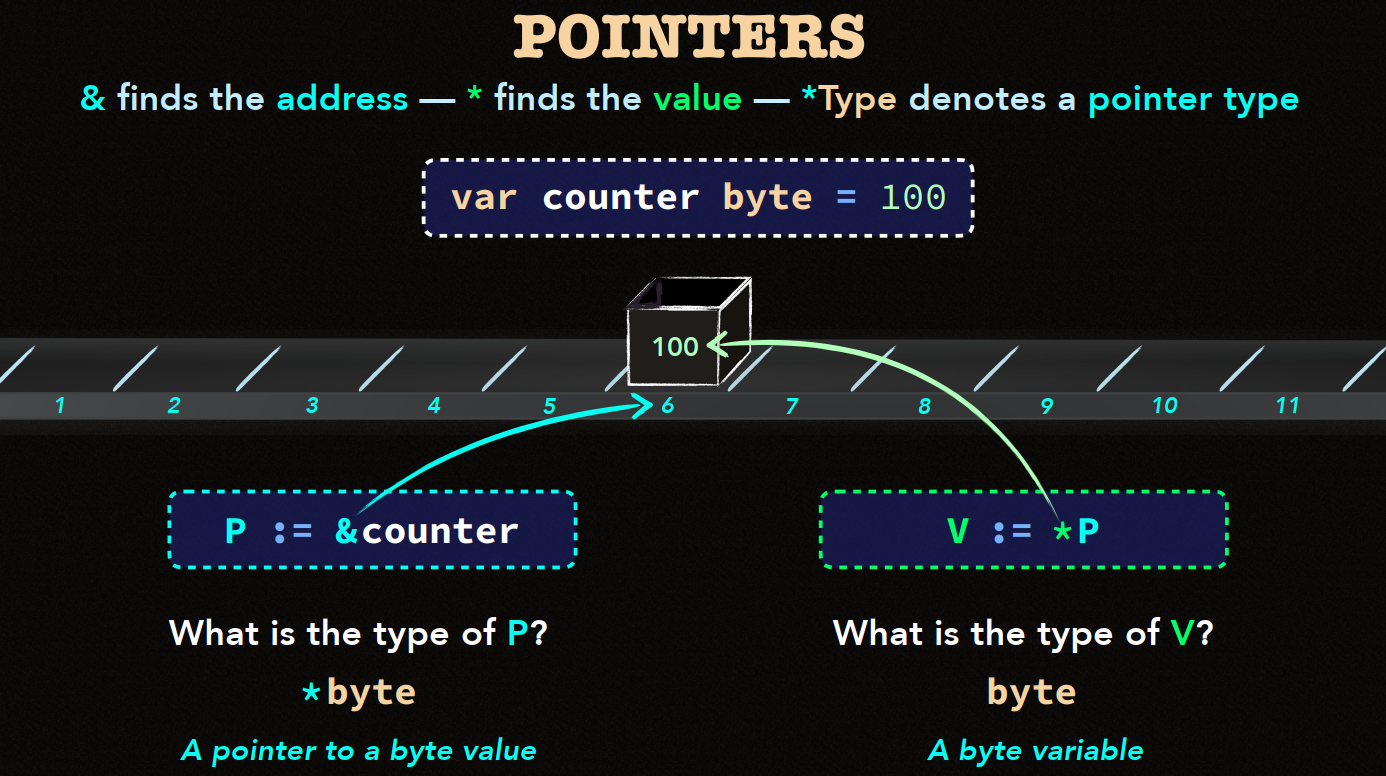 POINTERS
& finds the address — * finds the value — *Type denotes a pointer type
var counter byte = 100
100
1 2 3 4 5 6 7 8 9 10 11
P := &counter
V := *P
What is the type of P?
What is the type of V?
*byte
byte
A pointer to a byte value
A byte variable